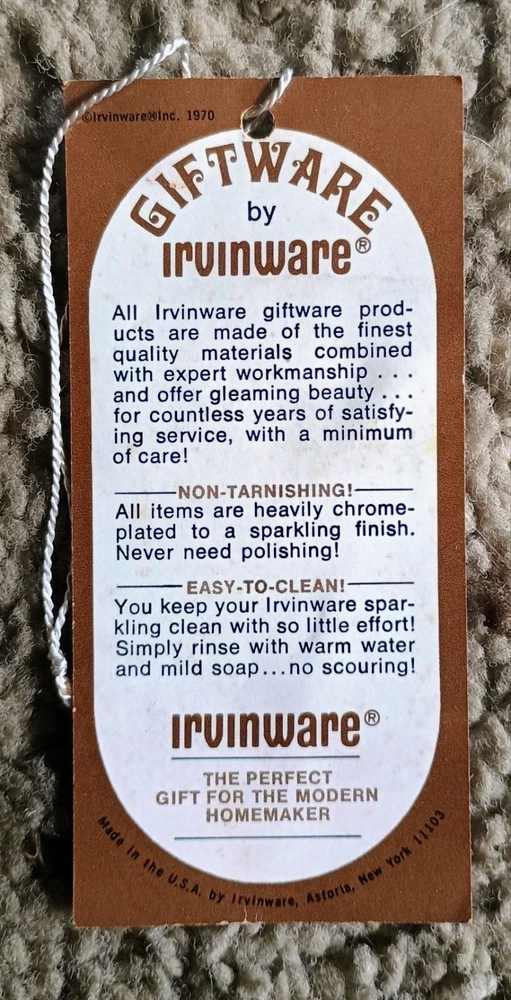 ©Irvinware®Inc. 1970
GIFTWARE
by
Irvinware®
All Irvinware giftware prod-
ucts are made of the finest
quality materials combined
with expert workmanship . . .
and offer gleaming beauty . . .
for countless years of satisfy-
ing service, with a minimum
of care!
NON-TARNISHING!
All items are heavily chrome-
plated to a sparkling finish.
Never need polishing!
EASY-TO-CLEAN!
You keep your Irvinware spar-
kling clean with so little effort!
Simply rinse with warm water
and mild soap...no scouring!
Irvinware®
THE PERFECT
GIFT FOR THE MODERN
HOMEMAKER
Made in the U.S.A. by Irvinware, Astoria, New York 11103